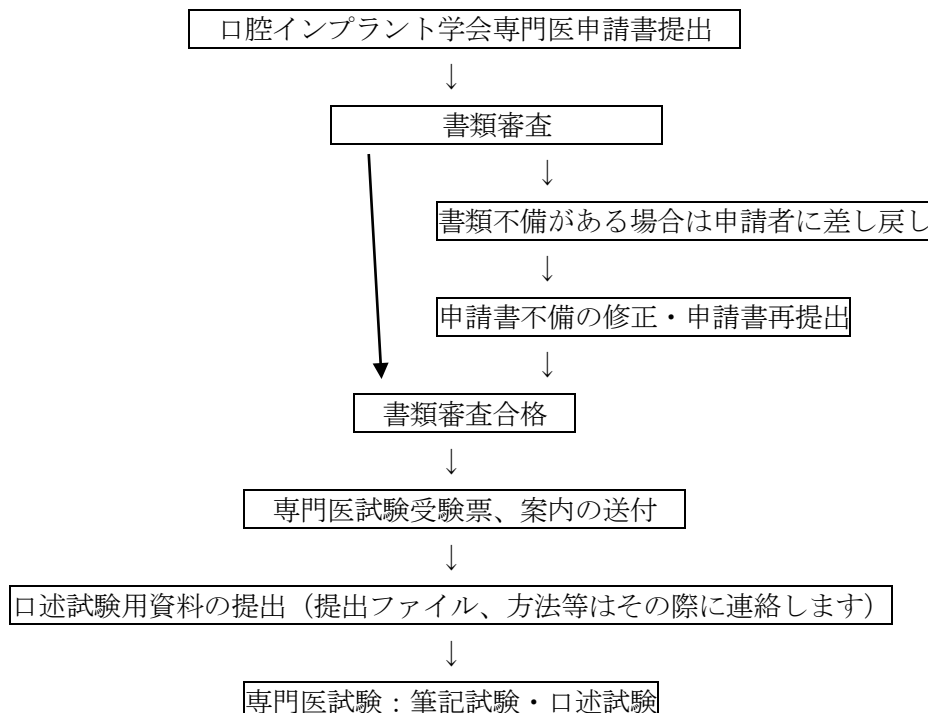 口腔インプラント学会専門医申請書提出
↓
書類審査
↓
書類不備がある場合は申請者に差し戻し
↓
申請書不備の修正・申請書再提出
↓
書類審査合格
↓
専門医試験受験票、案内の送付
↓
口述試験用資料の提出（提出ファイル、方法等はその際に連絡します）
↓
専門医試験：筆記試験・口述試験